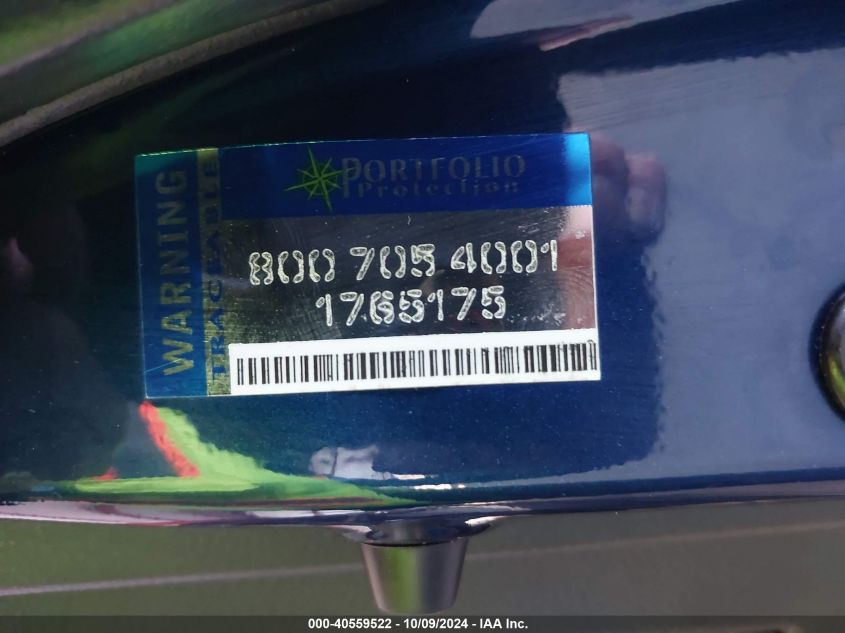 WARNING
TRACEABLE
PORTFOLIO
Protection
800 705 4001
1765175
000-40559522 - 10/09/2024 - IAA Inc.